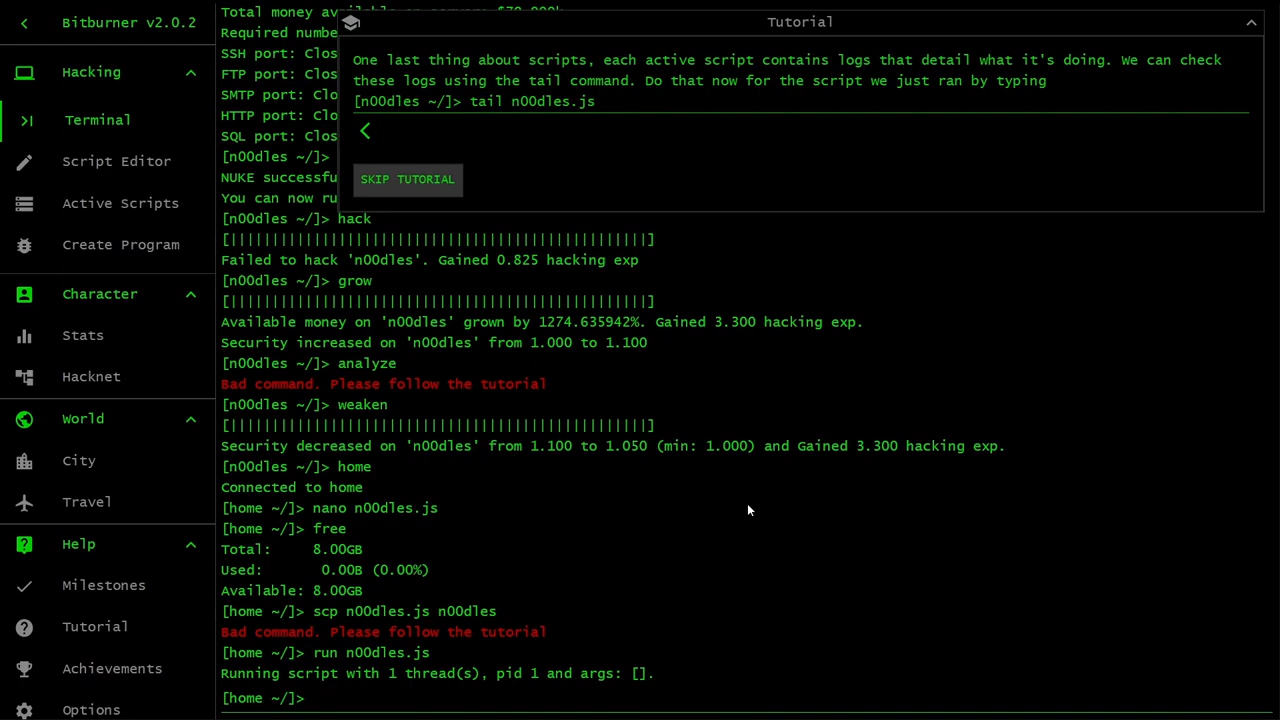 Bitburner v2.0.2
Hacking
Terminal
Script Editor
Active Scripts
Create Program
Character
Stats
Hacknet
World
City
Travel
Help
Milestones
Tutorial
Achievements
Options
Tutorial
One last thing about scripts, each active script contains logs that detail what it's doing. We can check
these logs using the tail command. Do that now for the script we just ran by typing
[n00dles ~/]> tail n00dles.js
SKIP TUTORIAL
Total money
Required numbe
SSH port: Clos
FTP port: Clos
SMTP port: Clo
HTTP port: Clo
SQL port: Clos
[n00dles ~/]>
NUKE successfu
You can now ru
[n00dles ~/]> hack
[||||||||||||||||||||||||||||||||||||||||||||||||||]
Failed to hack 'n00dles'. Gained 0.825 hacking exp
[n00dles ~/]> grow
[||||||||||||||||||||||||||||||||||||||||||||||||||]
Available money on 'n00dles' grown by 1274.635942%. Gained 3.300 hacking exp.
Security increased on 'n00dles' from 1.000 to 1.100
[n00dles ~/]> analyze
Bad command. Please follow the tutorial
[n00dles ~/]> weaken
[||||||||||||||||||||||||||||||||||||||||||||||||||]
Security decreased on 'n00dles' from 1.100 to 1.050 (min: 1.000) and Gained 3.300 hacking exp.
[n00dles ~/]> home
Connected to home
[home ~/]> nano n00dles.js
[home ~/]> free
Total: 8.00GB
Used: 0.00B (0.00%)
Available: 8.00GB
[home ~/]> scp n00dles.js n00dles
Bad command. Please follow the tutorial
[home ~/]> run n00dles.js
Running script with 1 thread(s), pid 1 and args: [].
[home ~/]>